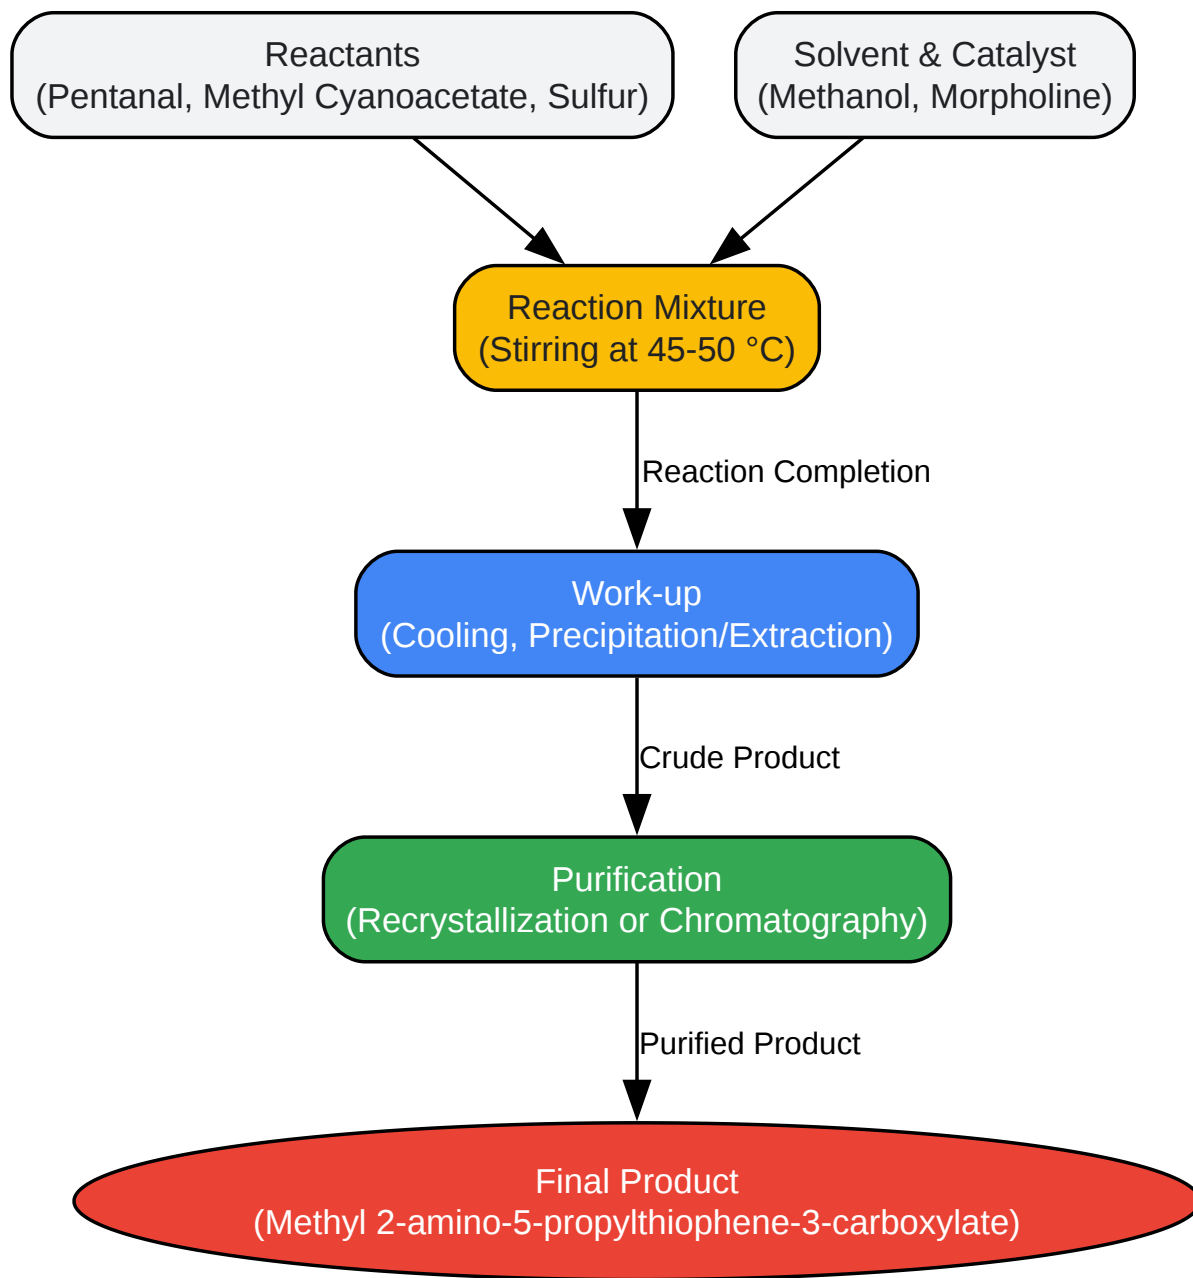 Reactants
(Pentanal, Methyl Cyanoacetate, Sulfur)
Solvent & Catalyst
(Methanol, Morpholine)
Reaction Mixture
(Stirring at 45-50 °C)
Reaction Completion
Work-up
(Cooling, Precipitation/Extraction)
Crude Product
Purification
(Recrystallization or Chromatography)
Purified Product
Final Product
(Methyl 2-amino-5-propylthiophene-3-carboxylate)